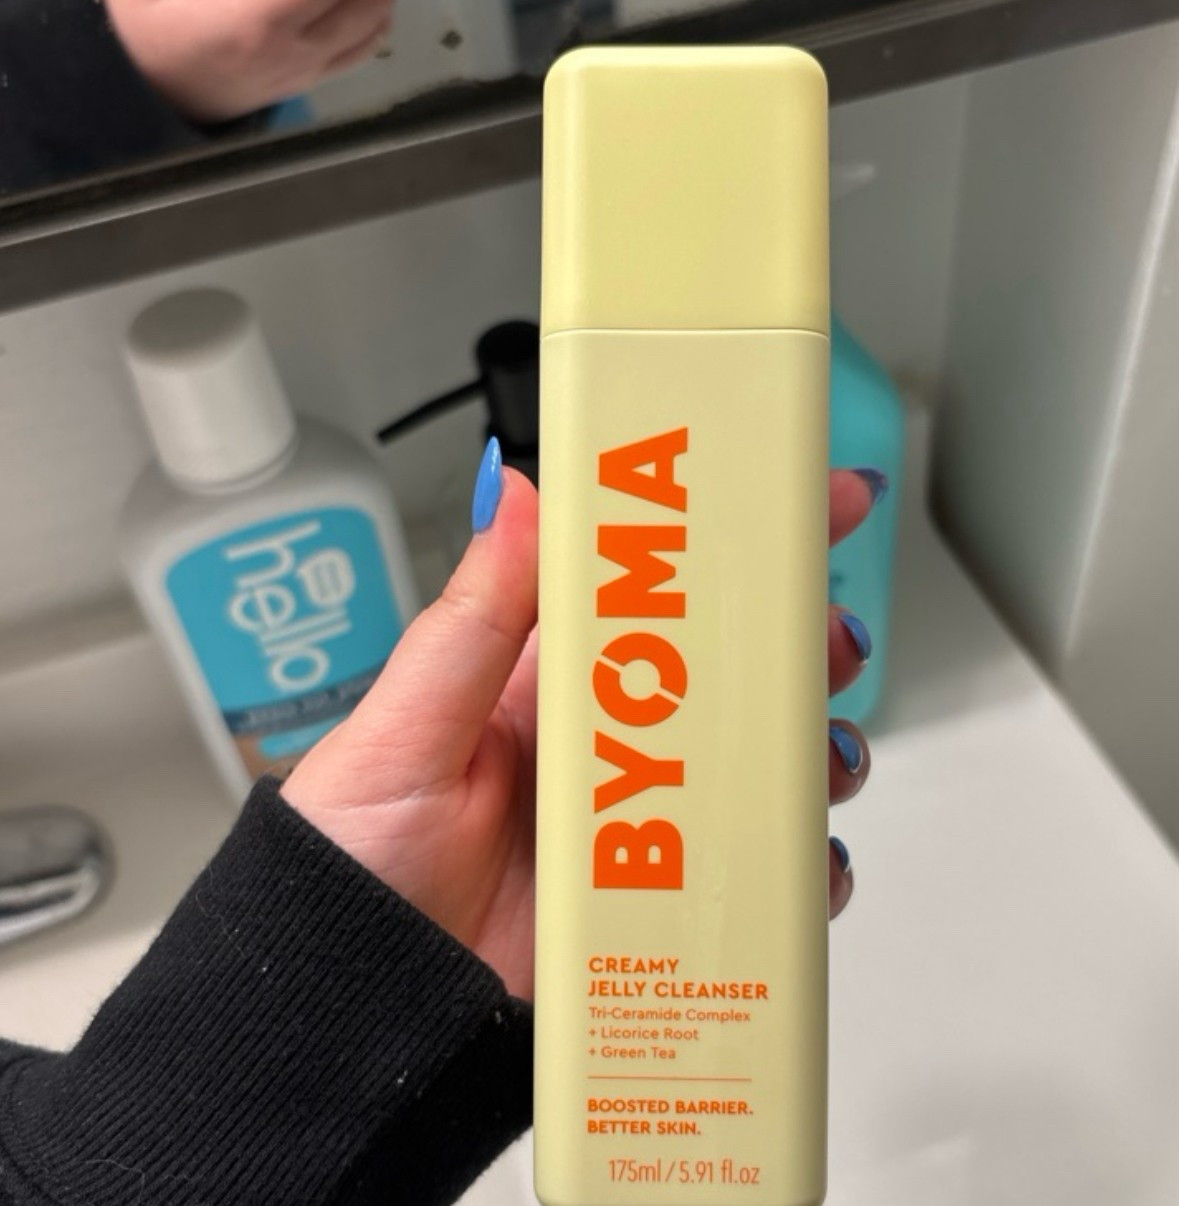 BYOMA
CREAMY
JELLY CLEANSER
Tri-Ceramide Complex
+ Licorice Root
+ Green Tea
BOOSTED BARRIER.
BETTER SKIN.
175ml / 5.91 fl.oz
hello